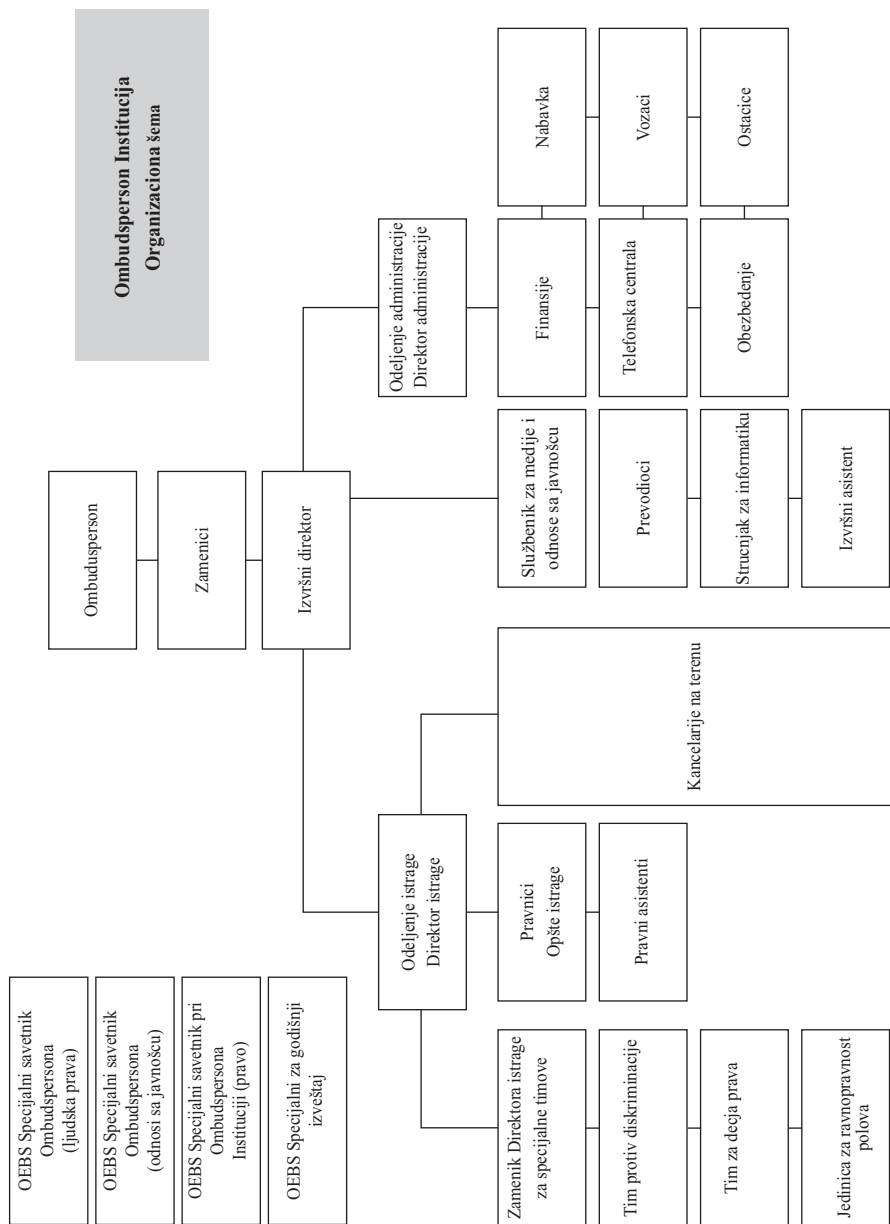 Ombudsperson Institucija
Organizaciona šema
Ombudusperson
Zamenici
Izvršni direktor
OEBS Specijalni savetnik
Ombudspersona
(ljudska prava)
OEBS Specijalni savetnik
Ombudspersona
(odnosi sa javnošcu)
OEBS Specijalni savetnik pri
Ombudspersona
Instituciji (pravo)
OEBS Specijalni za godišnji
izveštaj
Odeljenje istrage
Direktor istrage
Odeljenje administracije
Direktor administracije
Zamenik Direktora istrage
za specijalne timove
Tim protiv diskriminacije
Tim za decja prava
Jedinica za ravnopravnost
polova
Pravnici
Opšte istrage
Pravni asistenti
Kancelarije na terenu
Službenik za medije i
odnose sa javnošcu
Prevodioci
Strucnjak za informatiku
Izvršni asistent
Finansije
Nabavka
Telefonska centrala
Vozaci
Obezbedenje
Ostacice